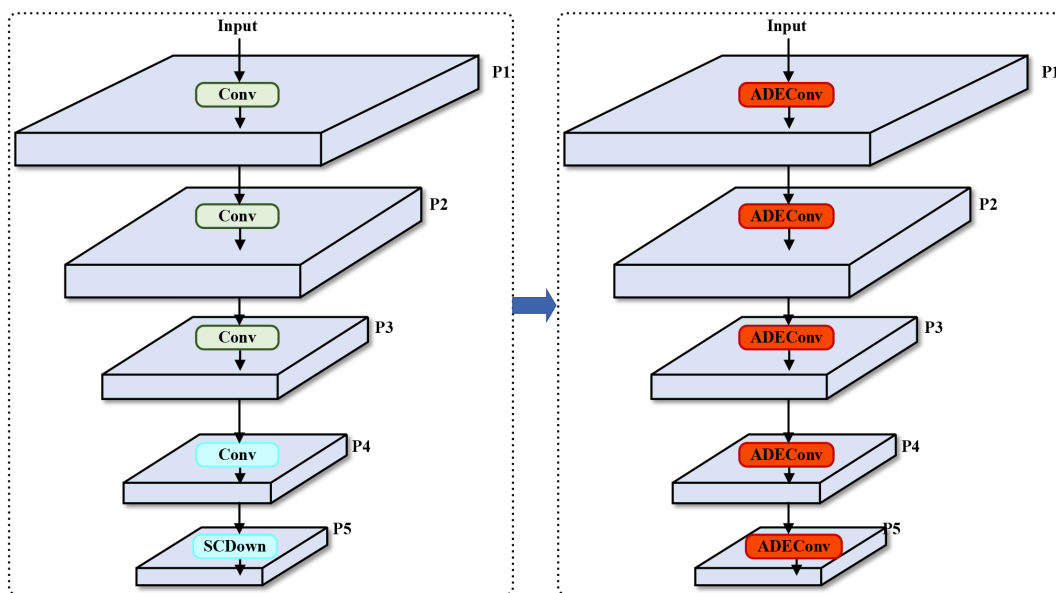 Input
P1
Conv
P2
Conv
P3
Conv
P4
Conv
P5
SCDown
Input
P1
ADEConv
P2
ADEConv
P3
ADEConv
P4
ADEConv
P5
ADEConv